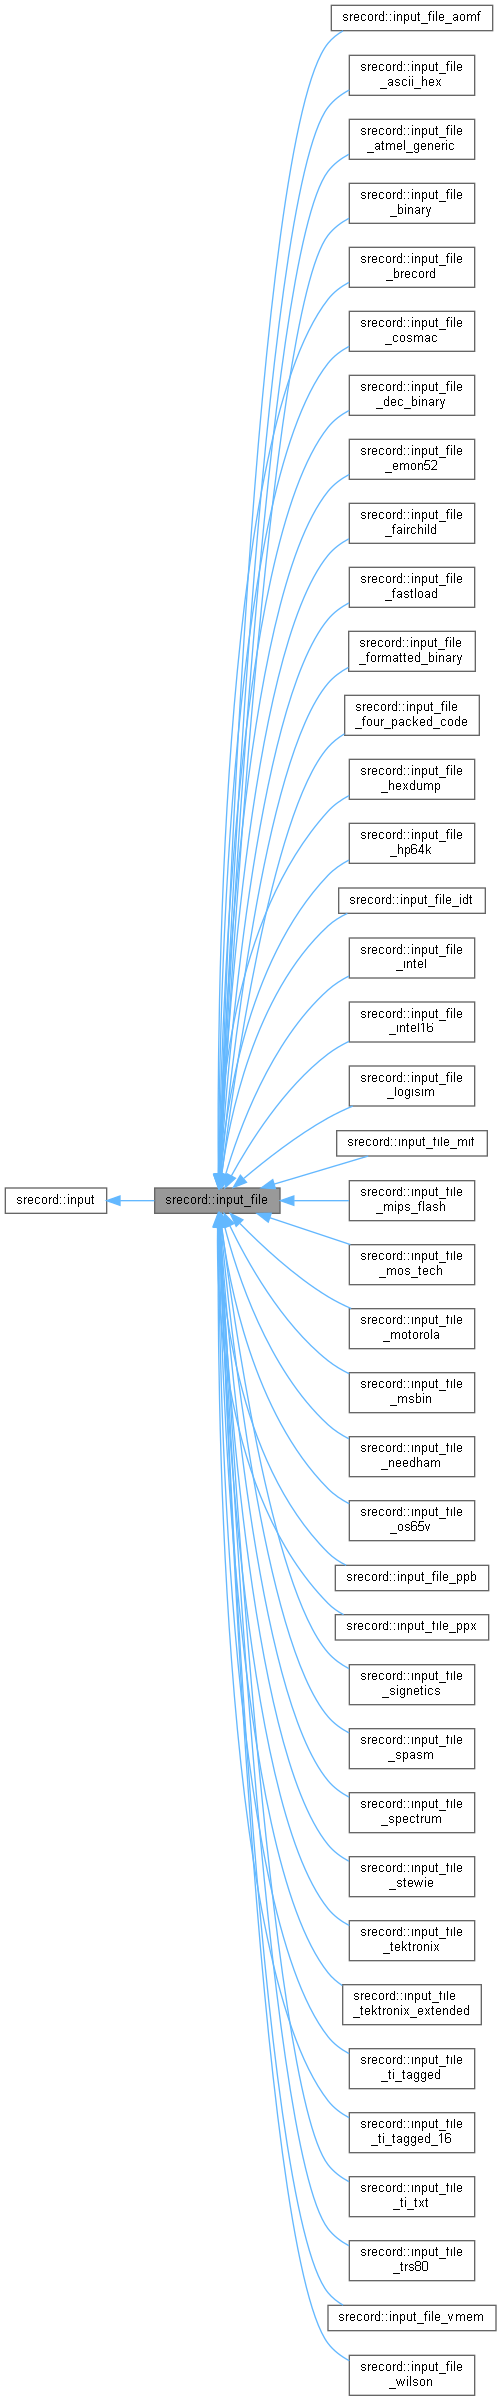 srecord::input_file_aomf
srecord::input_file
_ascii_hex
srecord::input_file
_atmel_generic
srecord::input_file
_binary
srecord::input_file
_brecord
srecord::input_file
_cosmac
srecord::input_file
_dec_binary
srecord::input_file
_emon52
srecord::input_file
_fairchild
srecord::input_file
_fastload
srecord::input_file
_formatted_binary
srecord::input_file
_four_packed_code
srecord::input_file
_hexdump
srecord::input_file
_hp64k
srecord::input_file_idt
srecord::input_file
_intel
srecord::input_file
_intel16
srecord::input_file
_logisim
srecord::input_file_mif
srecord::input
srecord::input_file
srecord::input_file
_mips_flash
srecord::input_file
_mos_tech
srecord::input_file
_motorola
srecord::input_file
_msbin
srecord::input_file
_needham
srecord::input_file
_os65v
srecord::input_file_ppb
srecord::input_file_ppx
srecord::input_file
_signetics
srecord::input_file
_spasm
srecord::input_file
_spectrum
srecord::input_file
_stewie
srecord::input_file
_tektronix
srecord::input_file
_tektronix_extended
srecord::input_file
_ti_tagged
srecord::input_file
_ti_tagged_16
srecord::input_file
_ti_txt
srecord::input_file
_trs80
srecord::input_file_vmem
srecord::input_file
_wilson